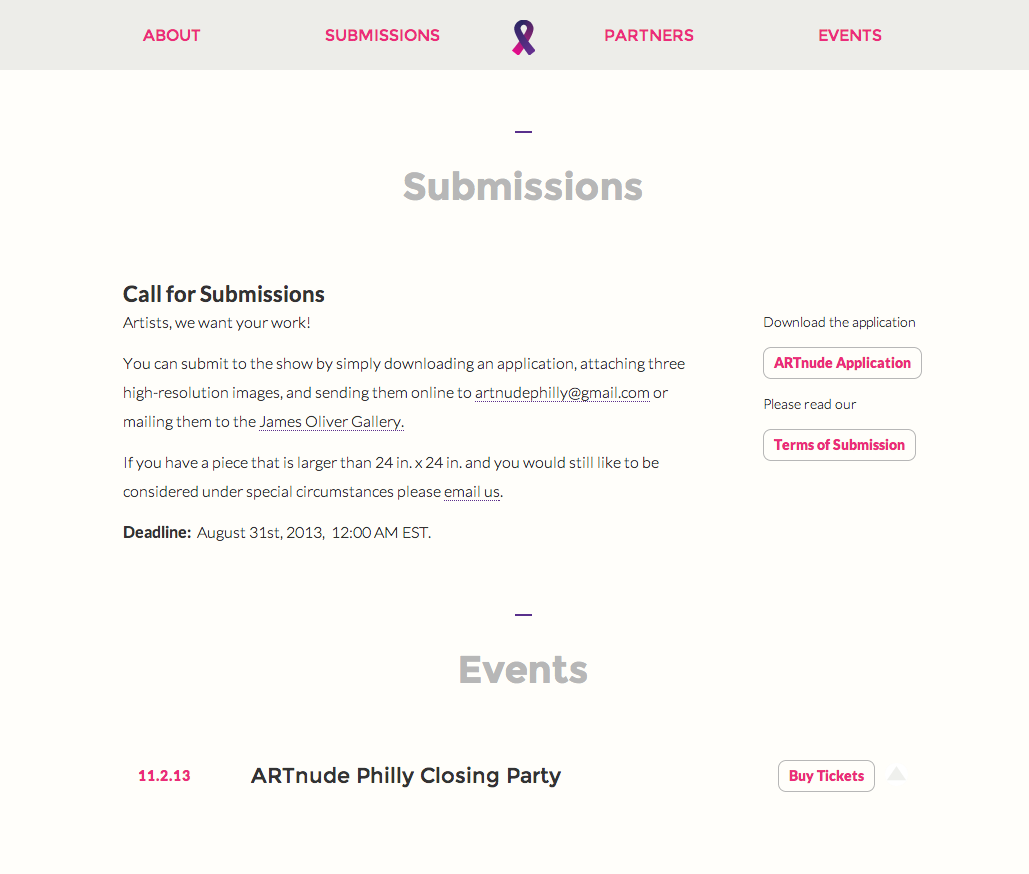 ABOUT SUBMISSIONS PARTNERS EVENTS
Submissions
Call for Submissions
Artists, we want your work!
You can submit to the show by simply downloading an application, attaching three
high-resolution images, and sending them online to artnudephilly@gmail.com or
mailing them to the James Oliver Gallery.
If you have a piece that is larger than 24 in. x 24 in. and you would still like to be
considered under special circumstances please email us.
Deadline: August 31st, 2013, 12:00 AM EST.
Download the application
ARTnude Application
Please read our
Terms of Submission
Events
11.2.13 ARTnude Philly Closing Party Buy Tickets